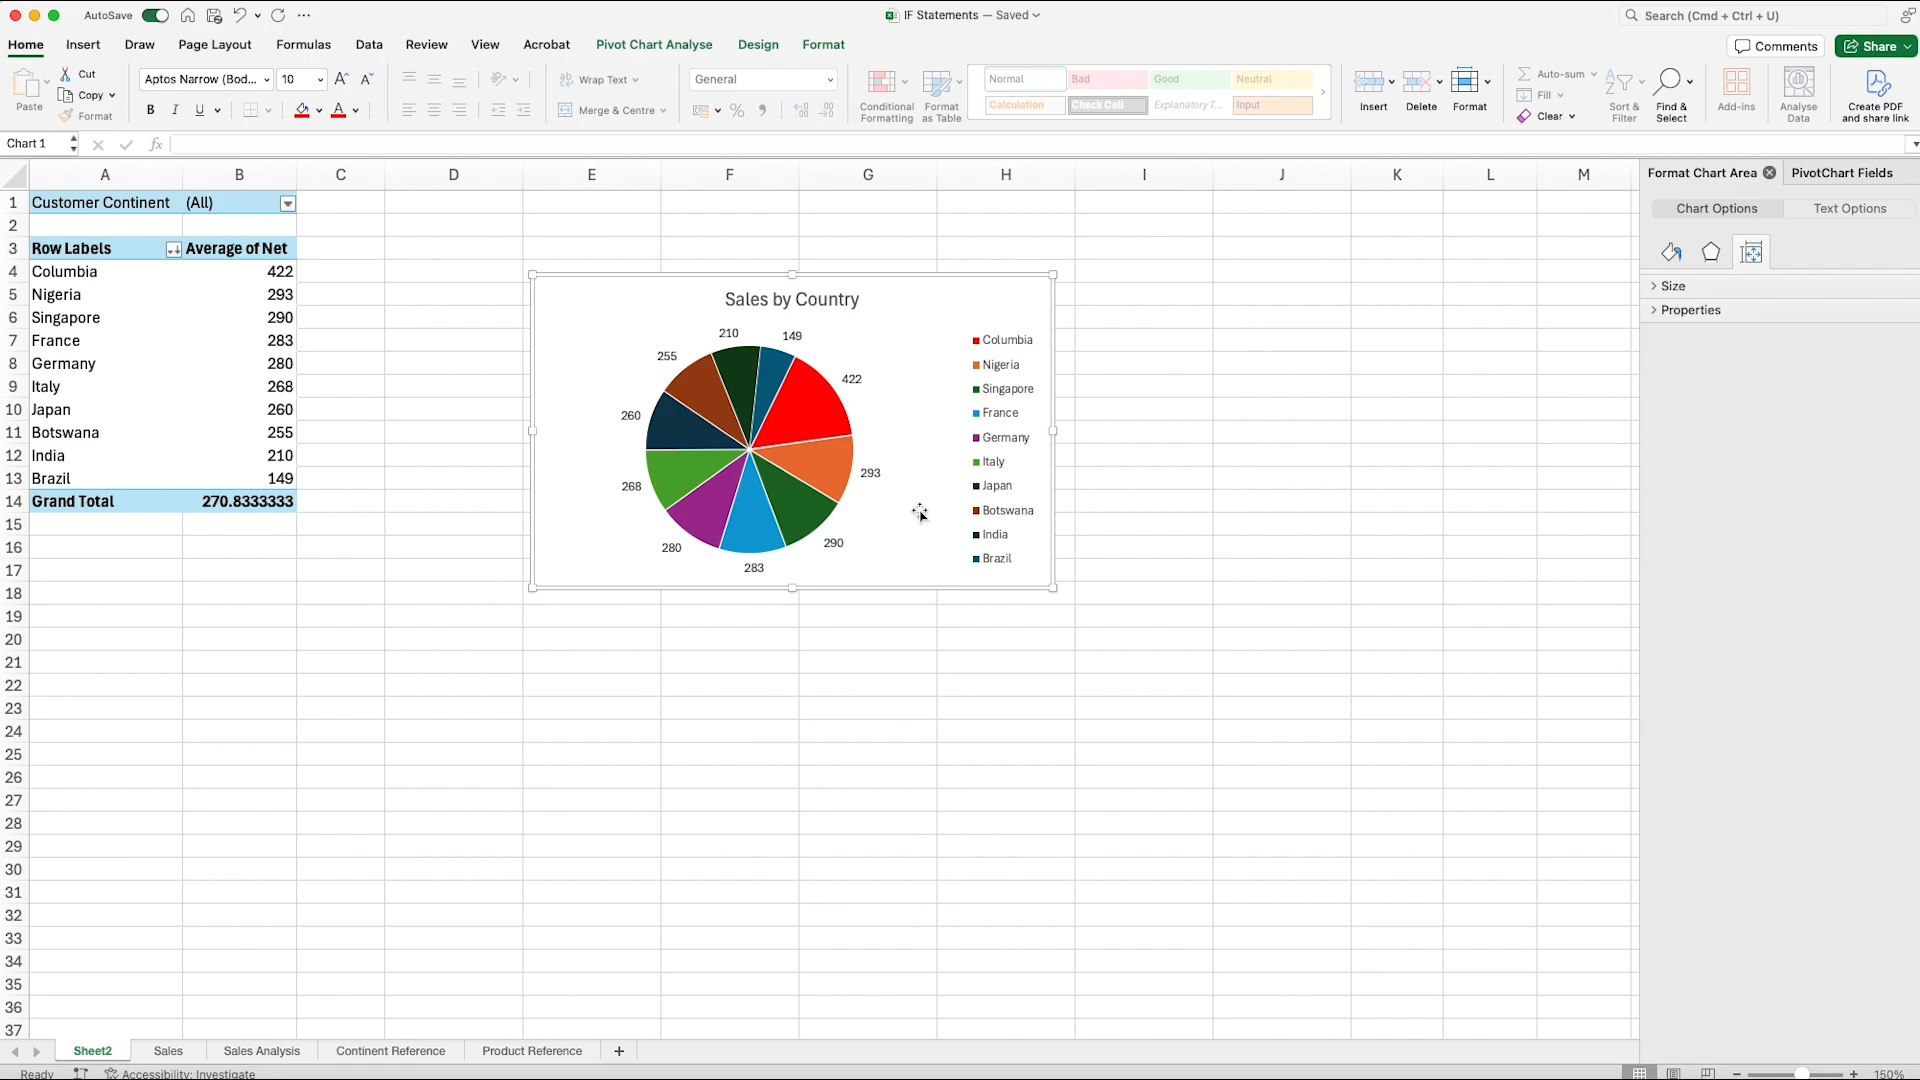 AutoSave
IF Statements — Saved
Search (Cmd + Ctrl + U)
Home Insert Draw Page Layout Formulas Data Review View Acrobat Pivot Chart Analyse Design Format
Comments Share
Paste
Cut
Copy
Format
Aptos Narrow (Bod... 10
B I U
Wrap Text
Merge & Centre
General
Conditional Formatting
Format as Table
Normal Bad Good Neutral
Calculation Check Cell Explanatory T... Input
Insert Delete Format
Auto-sum
Fill
Clear
Sort & Filter
Find & Select
Add-ins
Analyse Data
Create PDF and share link
Chart 1 fx
A B C D E F G H I J K L M
1 Customer Continent (All)
2
3 Row Labels Average of Net
4 Columbia 422
5 Nigeria 293
6 Singapore 290
7 France 283
8 Germany 280
9 Italy 268
10 Japan 260
11 Botswana 255
12 India 210
13 Brazil 149
14 Grand Total 270.8333333
15
16
17
18
19
20
21
22
23
24
25
26
27
28
29
30
31
32
33
34
35
36
37
Sales by Country
210 149
255
422
260
293
268
290
280
283
Columbia
Nigeria
Singapore
France
Germany
Italy
Japan
Botswana
India
Brazil
Format Chart Area PivotChart Fields
Chart Options Text Options
Size
Properties
Sheet2 Sales Sales Analysis Continent Reference Product Reference +
Ready Accessibility: Investigate
150%